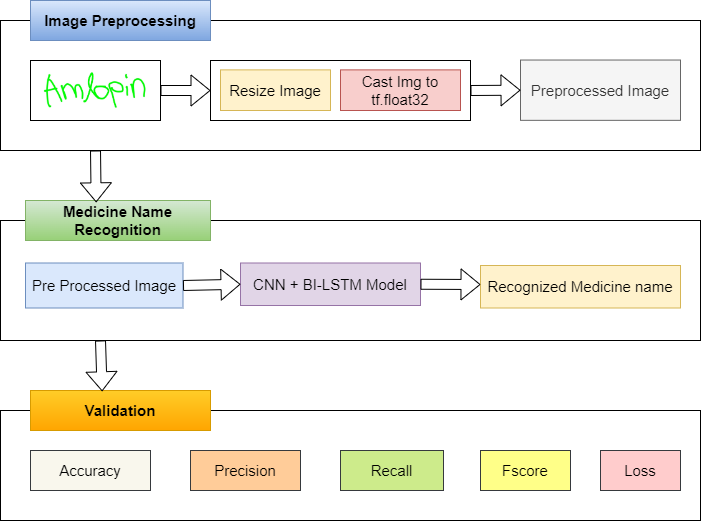 Image Preprocessing
Amlopin
Resize Image
Cast Img to
tf.float32
Preprocessed Image
Medicine Name
Recognition
Pre Processed Image
CNN + BI-LSTM Model
Recognized Medicine name
Validation
Accuracy
Precision
Recall
Fscore
Loss